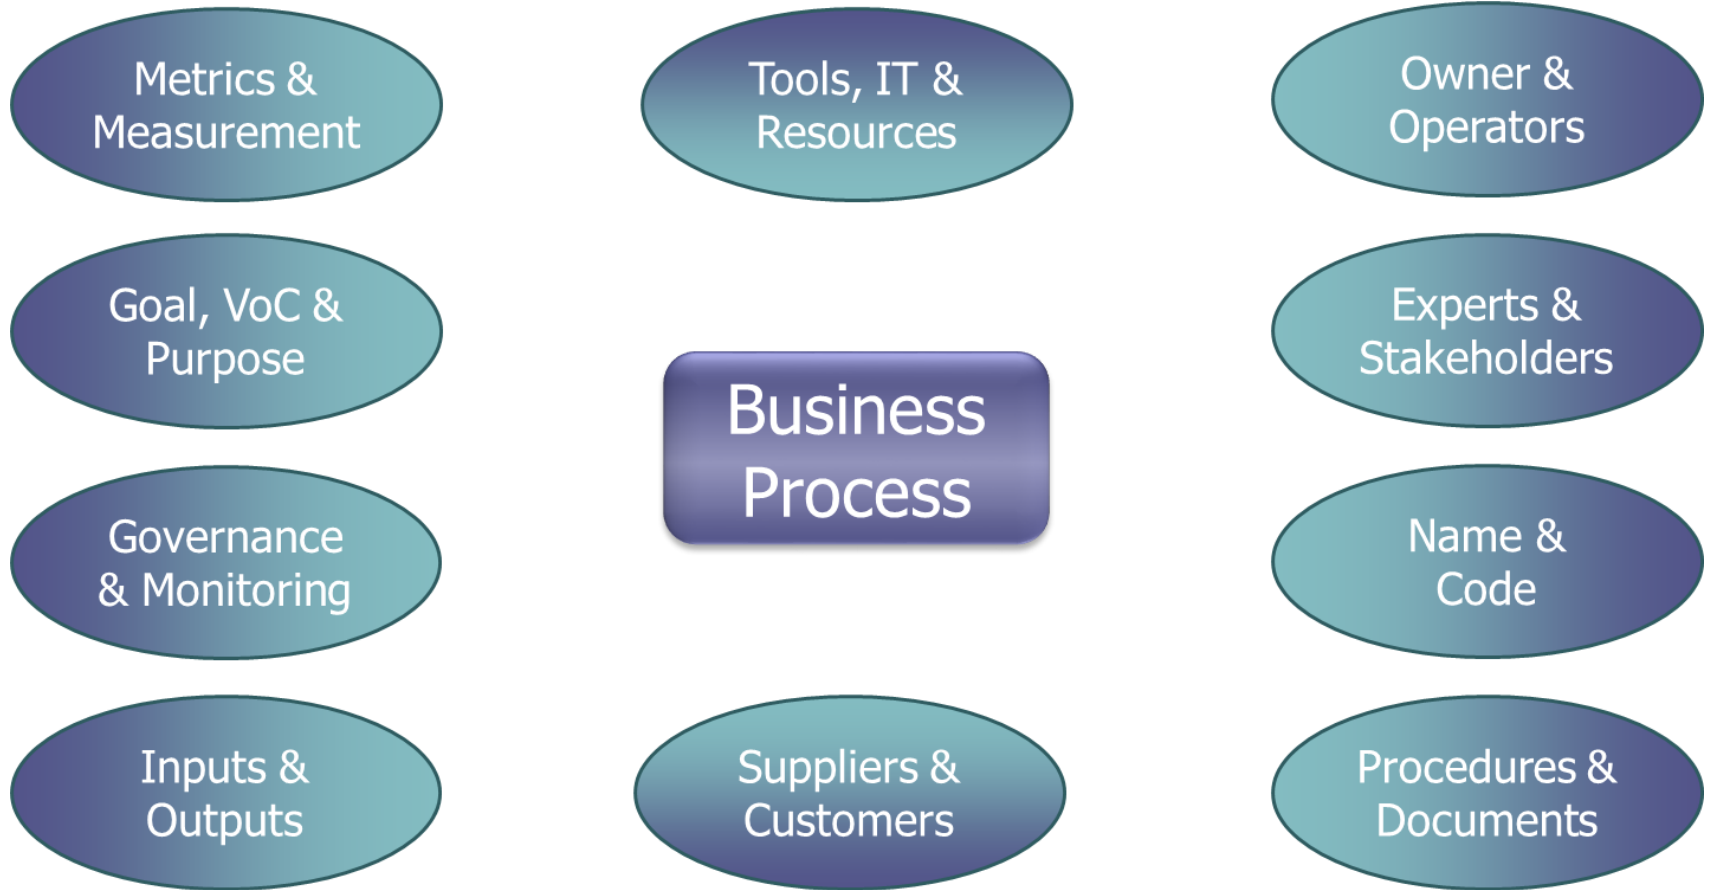 Metrics &
Measurement
Tools, IT &
Resources
Owner &
Operators
Goal, VoC &
Purpose
Experts &
Stakeholders
Business
Process
Governance
& Monitoring
Name &
Code
Inputs &
Outputs
Suppliers &
Customers
Procedures &
Documents